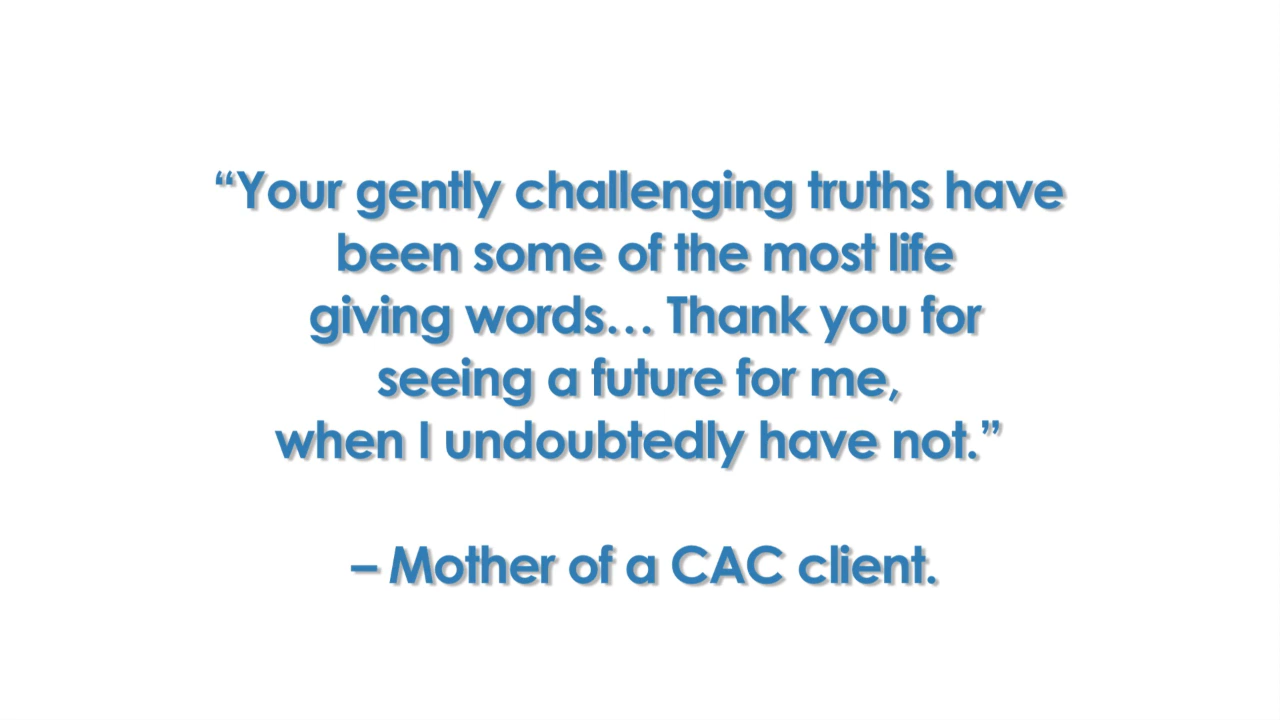 “Your gently challenging truths have
been some of the most life
giving words… Thank you for
seeing a future for me,
when I undoubtedly have not.”
– Mother of a CAC client.